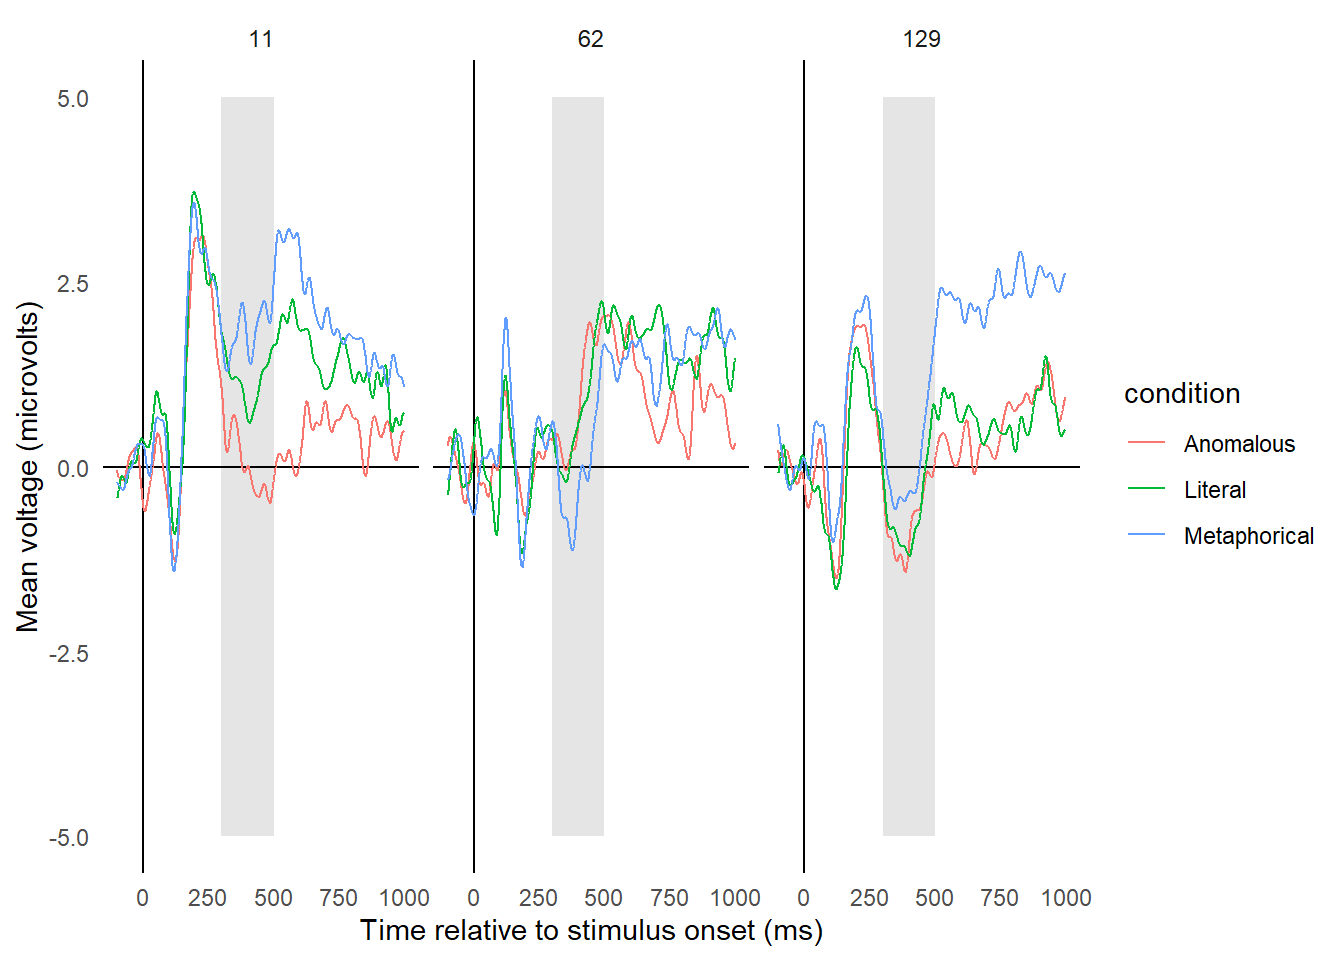 11 62 129
Mean voltage (microvolts)
5.0
2.5
0.0
-2.5
-5.0
0 250 500 750 1000 0 250 500 750 1000 0 250 500 750 1000
Time relative to stimulus onset (ms)
condition
Anomalous
Literal
Metaphorical